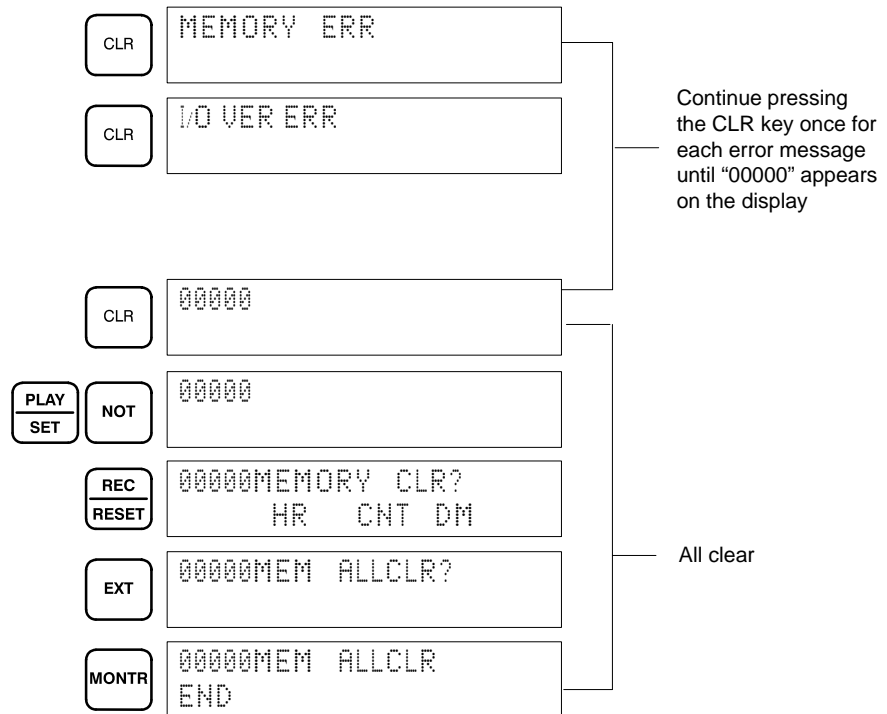 CLR
MEMORY ERR
CLR
I/O VER ERR
Continue pressing
the CLR key once for
each error message
until “00000” appears
on the display
CLR
00000
PLAY
SET
NOT
00000
REC
RESET
00000MEMORY CLR?
HR CNT DM
EXT
00000MEM ALLCLR?
All clear
MONTR
00000MEM ALLCLR
END